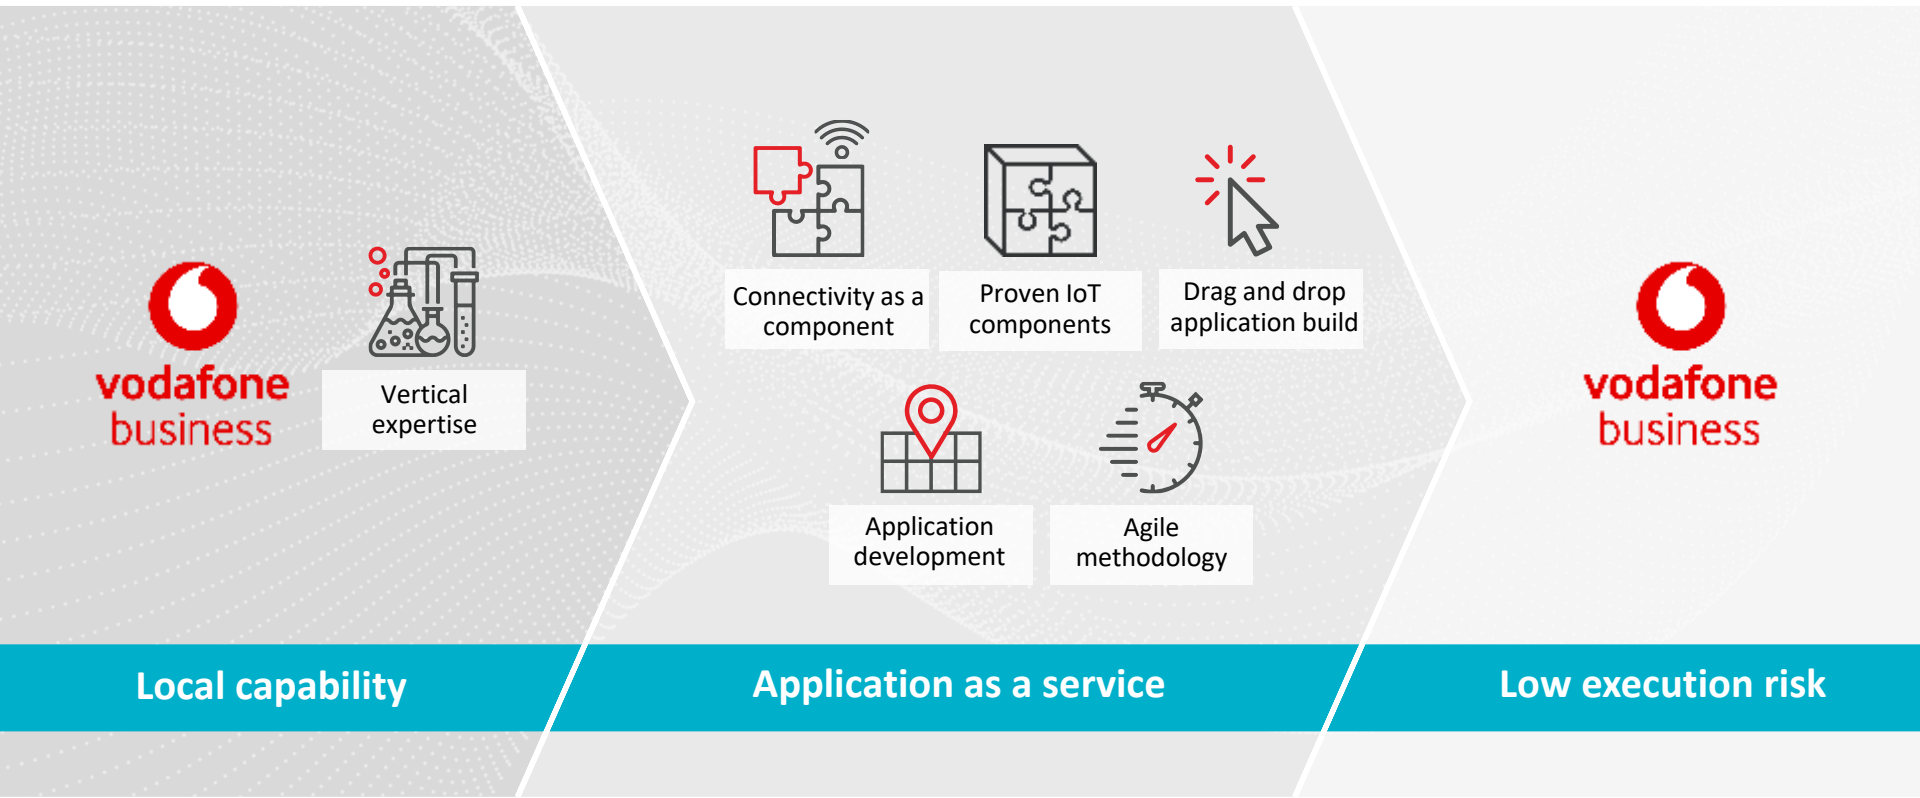 vodafone
business
Vertical
expertise
Connectivity as a
component
Proven IoT
components
Drag and drop
application build
Application
development
Agile
methodology
vodafone
business
Local capability
Application as a service
Low execution risk